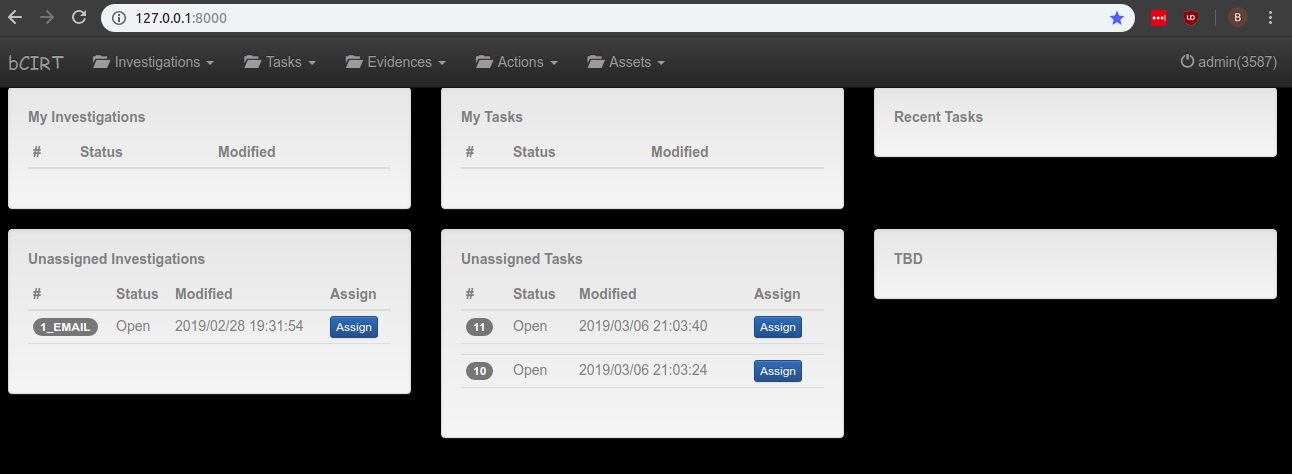 127.0.0.1:8000
B
bCIRT Investigations Tasks Evidences Actions Assets admin(3587)
My Investigations
# Status Modified
My Tasks
# Status Modified
Recent Tasks
Unassigned Investigations
# Status Modified Assign
1_EMAIL Open 2019/02/28 19:31:54 Assign
Unassigned Tasks
# Status Modified Assign
11 Open 2019/03/06 21:03:40 Assign
10 Open 2019/03/06 21:03:24 Assign
TBD